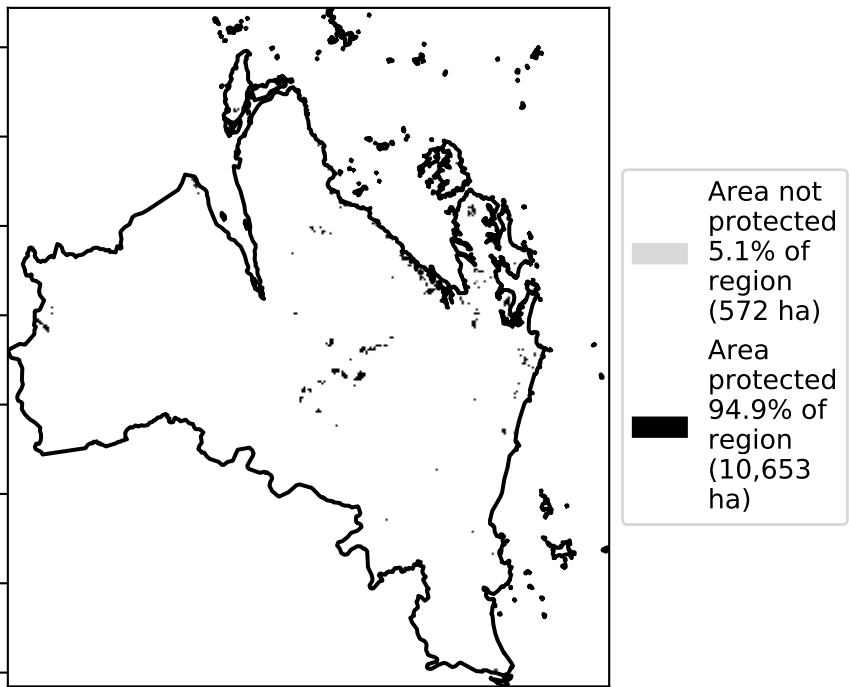 Area not
protected
5.1% of
region
(572 ha)
Area
protected
94.9% of
region
(10,653
ha)